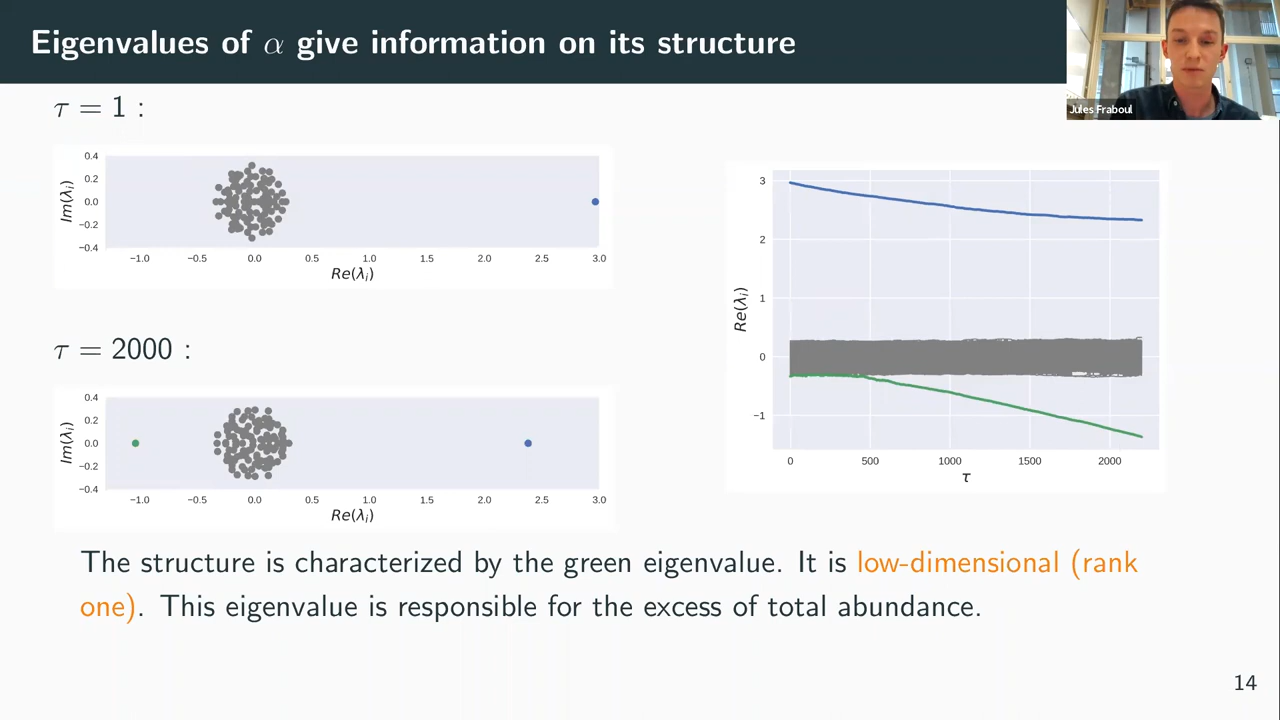 Eigenvalues of α give information on its structure
Jules Fraboul
τ = 1 :
0.4
0.2
0.0
−0.2
−0.4
Im(λi)
−1.0 −0.5 0.0 0.5 1.0 1.5 2.0 2.5 3.0
Re(λi)
τ = 2000 :
0.4
0.2
0.0
−0.2
−0.4
Im(λi)
−1.0 −0.5 0.0 0.5 1.0 1.5 2.0 2.5 3.0
Re(λi)
3
2
1
0
−1
Re(λi)
0 500 1000 1500 2000
τ
The structure is characterized by the green eigenvalue. It is low-dimensional (rank
one). This eigenvalue is responsible for the excess of total abundance.
14